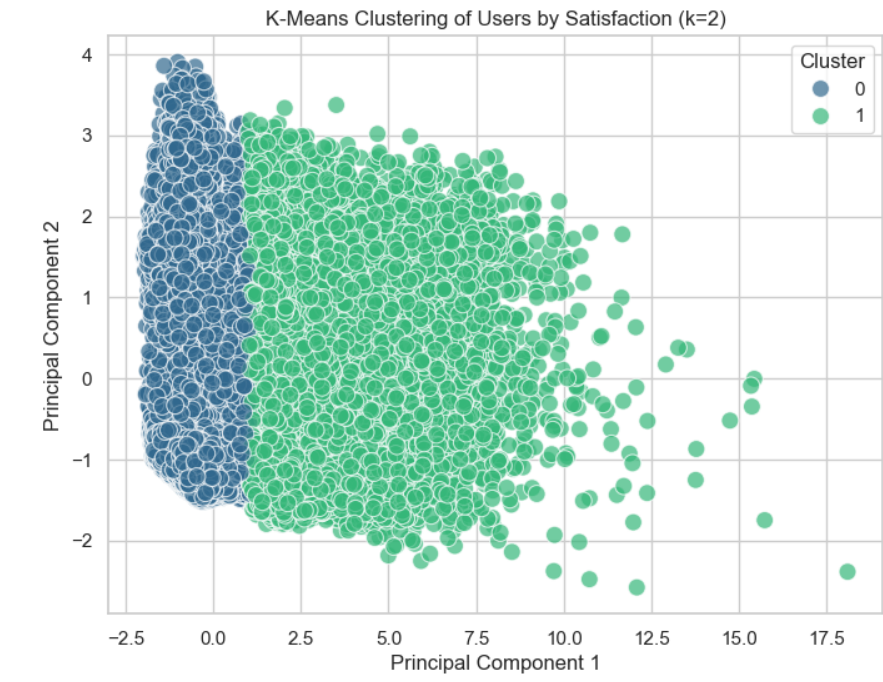 K-Means Clustering of Users by Satisfaction (k=2)
Cluster
0
1
4
3
2
1
0
−1
−2
Principal Component 2
−2.5 0.0 2.5 5.0 7.5 10.0 12.5 15.0 17.5
Principal Component 1